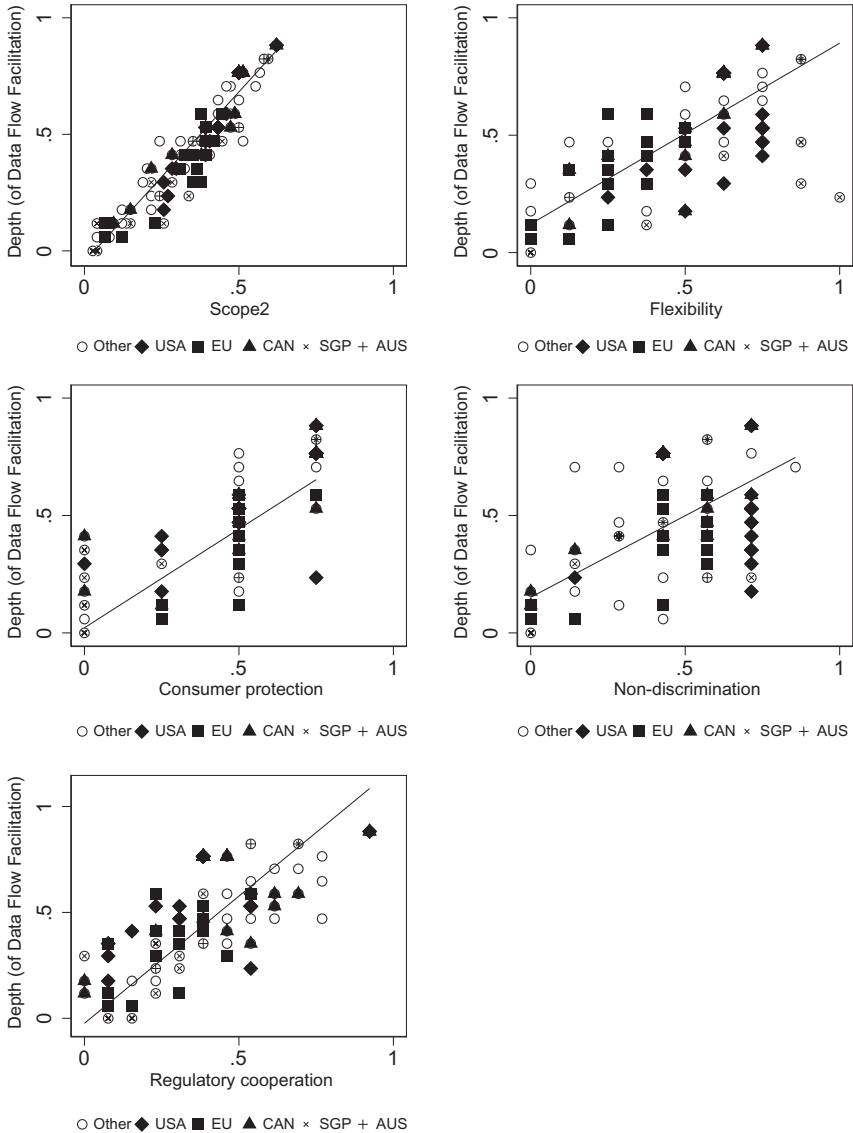 Depth (of Data Flow Facilitation)
1
.5
0
0 .5 1
Scope2
Other USA EU CAN × SGP + AUS
Depth (of Data Flow Facilitation)
1
.5
0
0 .5 1
Flexibility
Other USA EU CAN × SGP + AUS
Depth (of Data Flow Facilitation)
1
.5
0
0 .5 1
Consumer protection
Other USA EU CAN × SGP + AUS
Depth (of Data Flow Facilitation)
1
.5
0
0 .5 1
Non-discrimination
Other USA EU CAN × SGP + AUS
Depth (of Data Flow Facilitation)
1
.5
0
0 .5 1
Regulatory cooperation
Other USA EU CAN × SGP + AUS